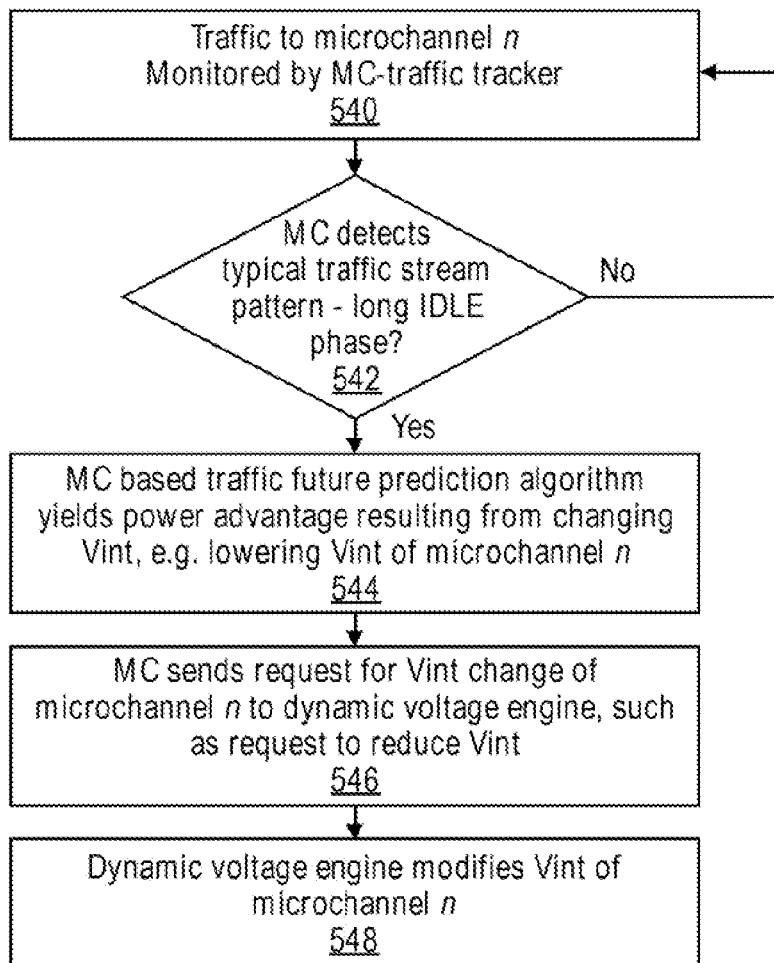 Traffic to microchannel n
Monitored by MC-traffic tracker
540
MC detects
typical traffic stream
pattern - long IDLE
phase?
542
No
Yes
MC based traffic future prediction algorithm
yields power advantage resulting from changing
Vint, e.g. lowering Vint of microchannel n
544
MC sends request for Vint change of
microchannel n to dynamic voltage engine, such
as request to reduce Vint
546
Dynamic voltage engine modifies Vint of
microchannel n
548